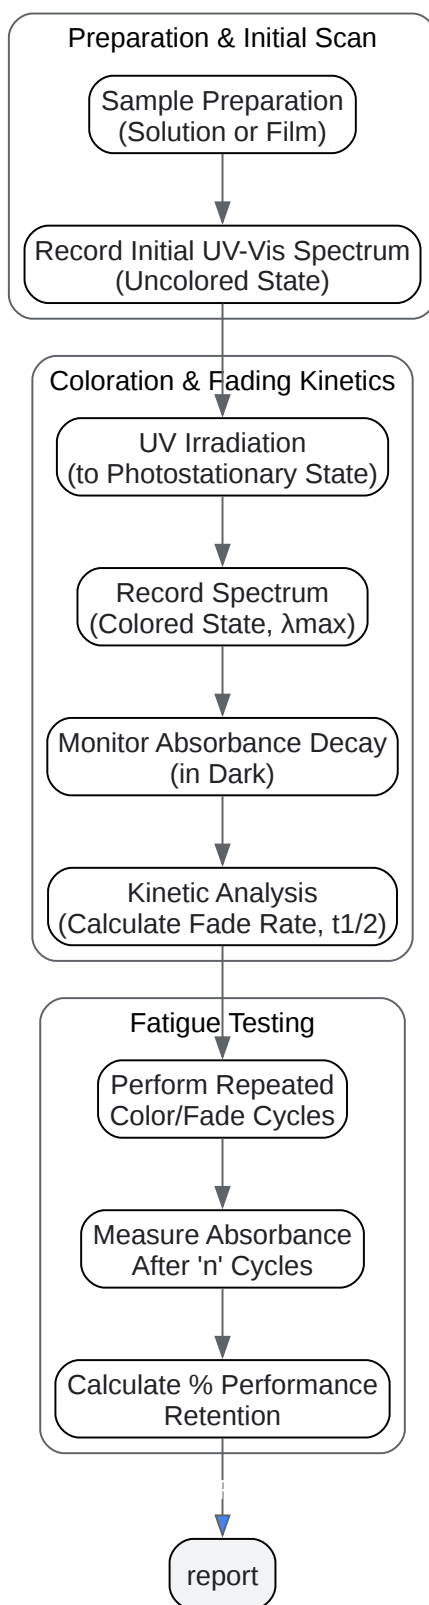 Preparation & Initial Scan
Sample Preparation
(Solution or Film)
Record Initial UV-Vis Spectrum
(Uncolored State)
Coloration & Fading Kinetics
UV Irradiation
(to Photostationary State)
Record Spectrum
(Colored State, λmax)
Monitor Absorbance Decay
(in Dark)
Kinetic Analysis
(Calculate Fade Rate, t1/2)
Fatigue Testing
Perform Repeated
Color/Fade Cycles
Measure Absorbance
After 'n' Cycles
Calculate % Performance
Retention
report